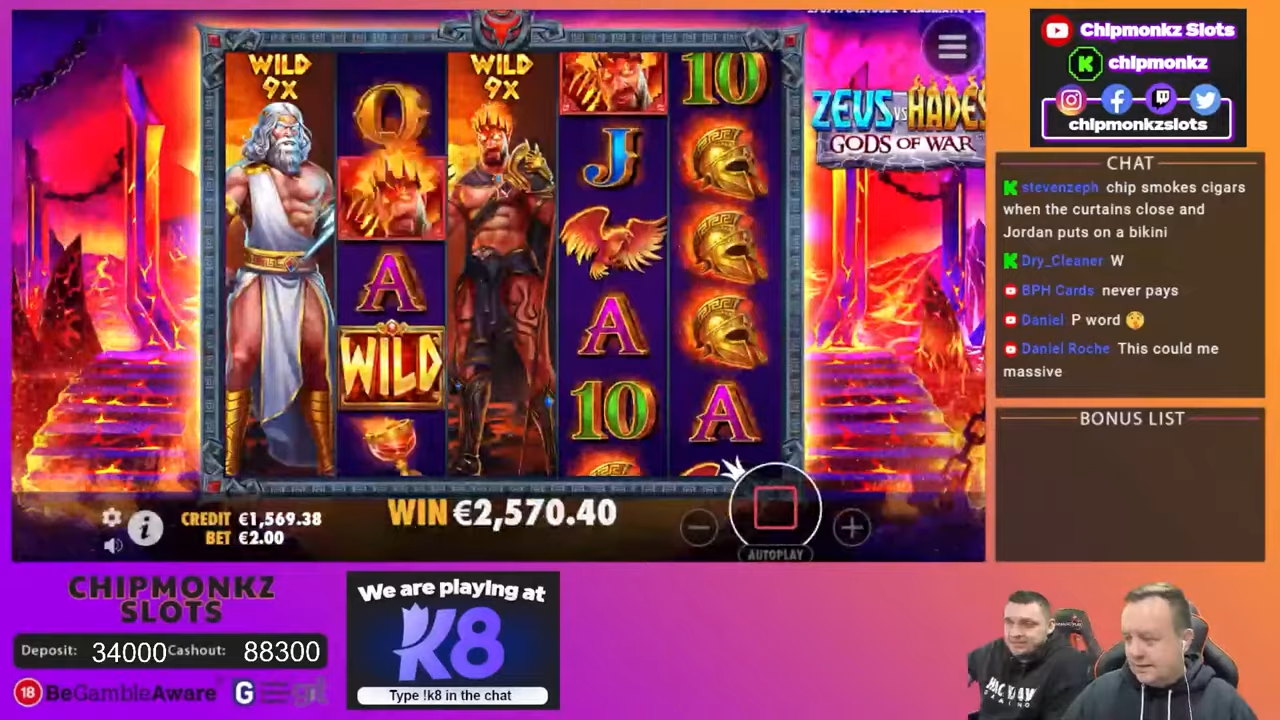 WILD
9X
WILD
9X
10
Q
J
A
A
WILD
10
A
ZEUS VS HADES
GODS OF WAR
WIN €2,570.40
CREDIT €1,569.38
BET €2.00
AUTOPLAY
Chipmonkz Slots
chipmonkz
chipmonkzslots
CHAT
stevenzeph chip smokes cigars
when the curtains close and
Jordan puts on a bikini
Dry_Cleaner W
BPH Cards never pays
Daniel P word 🤫
Daniel Roche This could me
massive
BONUS LIST
CHIPMONKZ
SLOTS
Deposit: 34000 Cashout: 88300
18 BeGambleAware
We are playing at
K8
Type !k8 in the chat